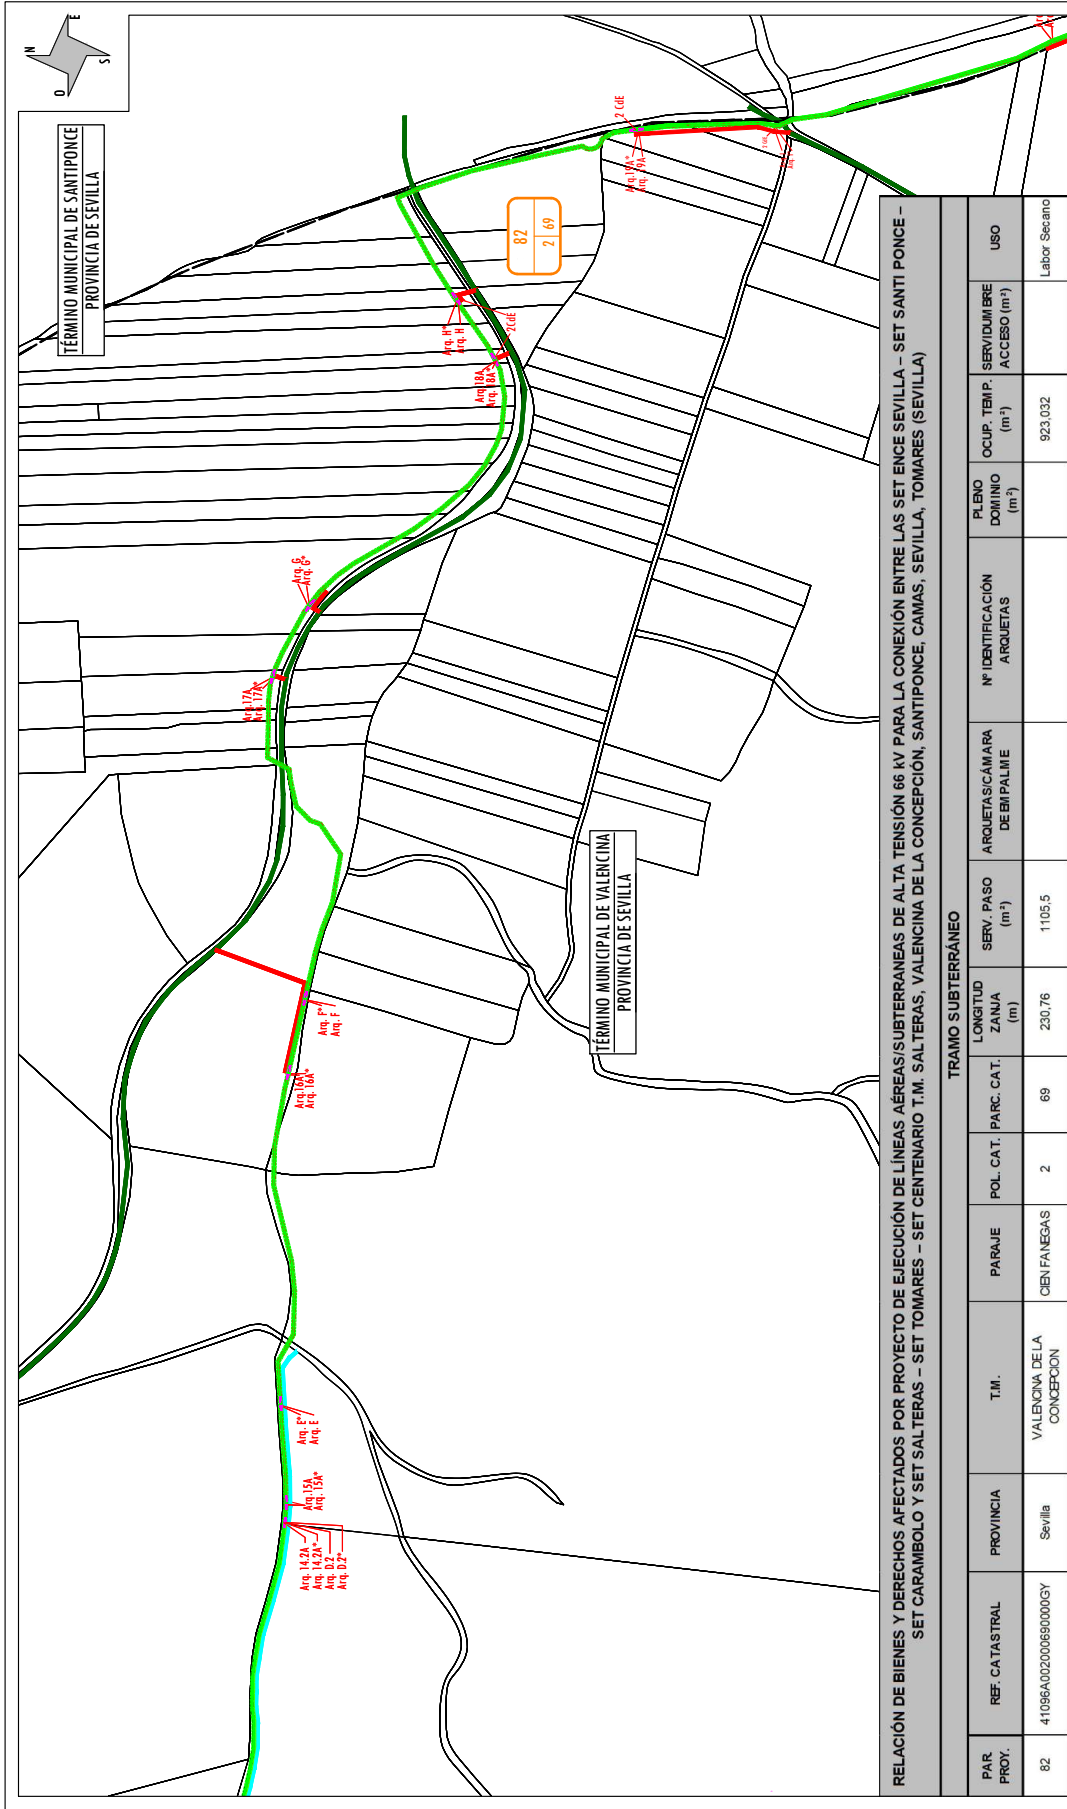 N
E
S
O
TÉRMINO MUNICIPAL DE SANTIPONCE
PROVINCIA DE SEVILLA
82
2 69
2 CdE
Arq.19A*
Arq. 19A
Arq. H*
Arq. H
2CdE
Arq.18A
Arq. 18A*
Arq. G
Arq. G*
Arq.17A
Arq. 17A*
Arq. F*
Arq. F
Arq.16A
Arq. 16A*
Arq. E*
Arq. E
Arq.15A
Arq. 15A*
Arq. 14.2A
Arq. 14.2A*
Arq. D.2
Arq. D.2*
TÉRMINO MUNICIPAL DE VALENCINA
PROVINCIA DE SEVILLA
RELACIÓN DE BIENES Y DERECHOS AFECTADOS POR PROYECTO DE EJECUCIÓN DE LÍNEAS AÉREAS/SUBTERRANEAS DE ALTA TENSIÓN 66 kV PARA LA CONEXIÓN ENTRE LAS SET ENCE SEVILLA – SET SANTI PONCE –
SET CARAMBOLO Y SET SALTERAS – SET TOMARES – SET CENTENARIO T.M. SALTERAS, VALENCINA DE LA CONCEPCIÓN, SANTIPONCE, CAMAS, SEVILLA, TOMARES (SEVILLA)
TRAMO SUBTERRÁNEO
PAR. PROY. REF. CATASTRAL PROVINCIA T.M. PARAJE POL. CAT. PARC. CAT. LONGITUD ZANJA (m) SERV. PASO (m²) ARQUETAS/CÁMARA DE EMPALME Nº IDENTIFICACIÓN ARQUETAS PLENO DOMINIO (m²) OCUP. TEMP. (m²) SERVIDUMBRE ACCESO (m²) USO
82 41096A002000690000GY Sevilla VALENCINA DE LA CONCEPCION CIEN FANEGAS 2 69 230,76 1105,5 923,032 Labor Secano